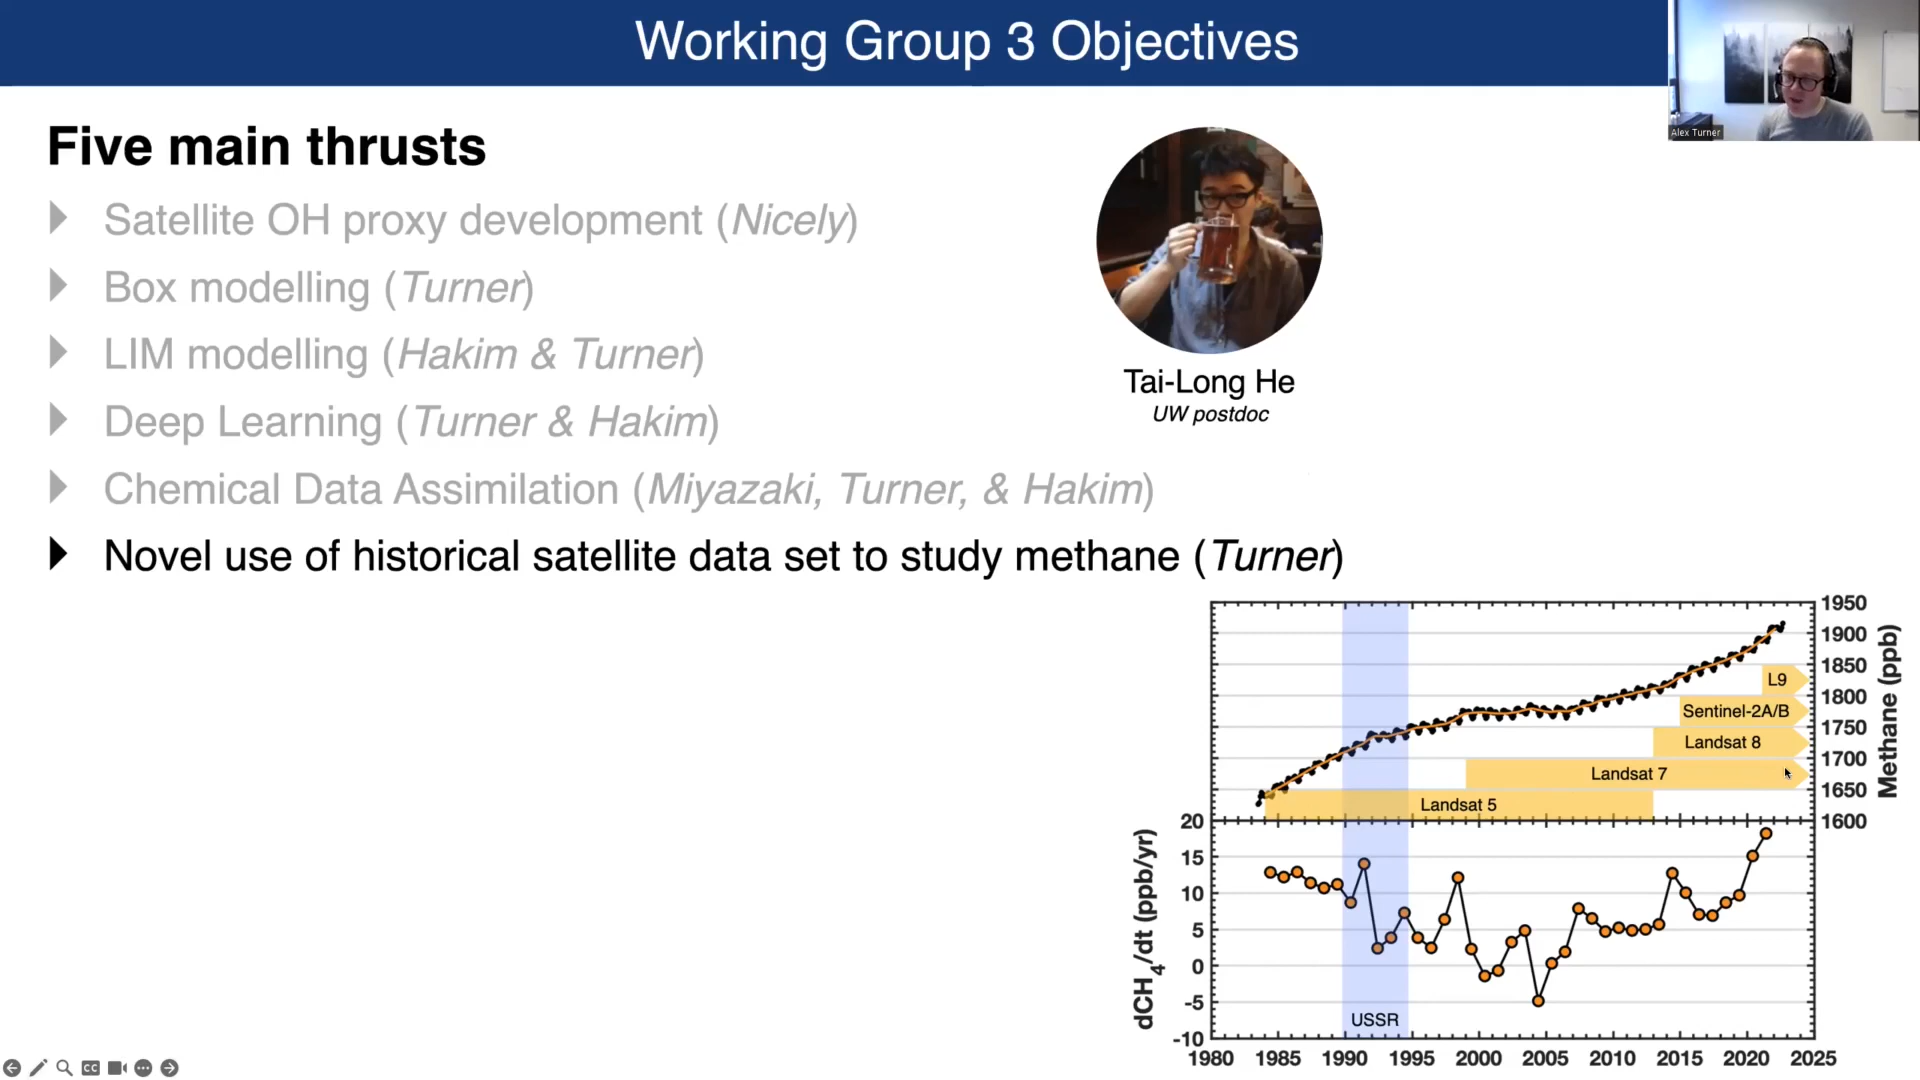 Working Group 3 Objectives
Alex Turner
Five main thrusts
Satellite OH proxy development (Nicely)
Box modelling (Turner)
LIM modelling (Hakim & Turner)
Deep Learning (Turner & Hakim)
Chemical Data Assimilation (Miyazaki, Turner, & Hakim)
Novel use of historical satellite data set to study methane (Turner)
Tai-Long He
UW postdoc
1950
1900
1850
1800
1750
1700
1650
1600
Methane (ppb)
L9
Sentinel-2A/B
Landsat 8
Landsat 7
Landsat 5
20
15
10
5
0
-5
-10
dCH4/dt (ppb/yr)
USSR
1980 1985 1990 1995 2000 2005 2010 2015 2020 2025
CC